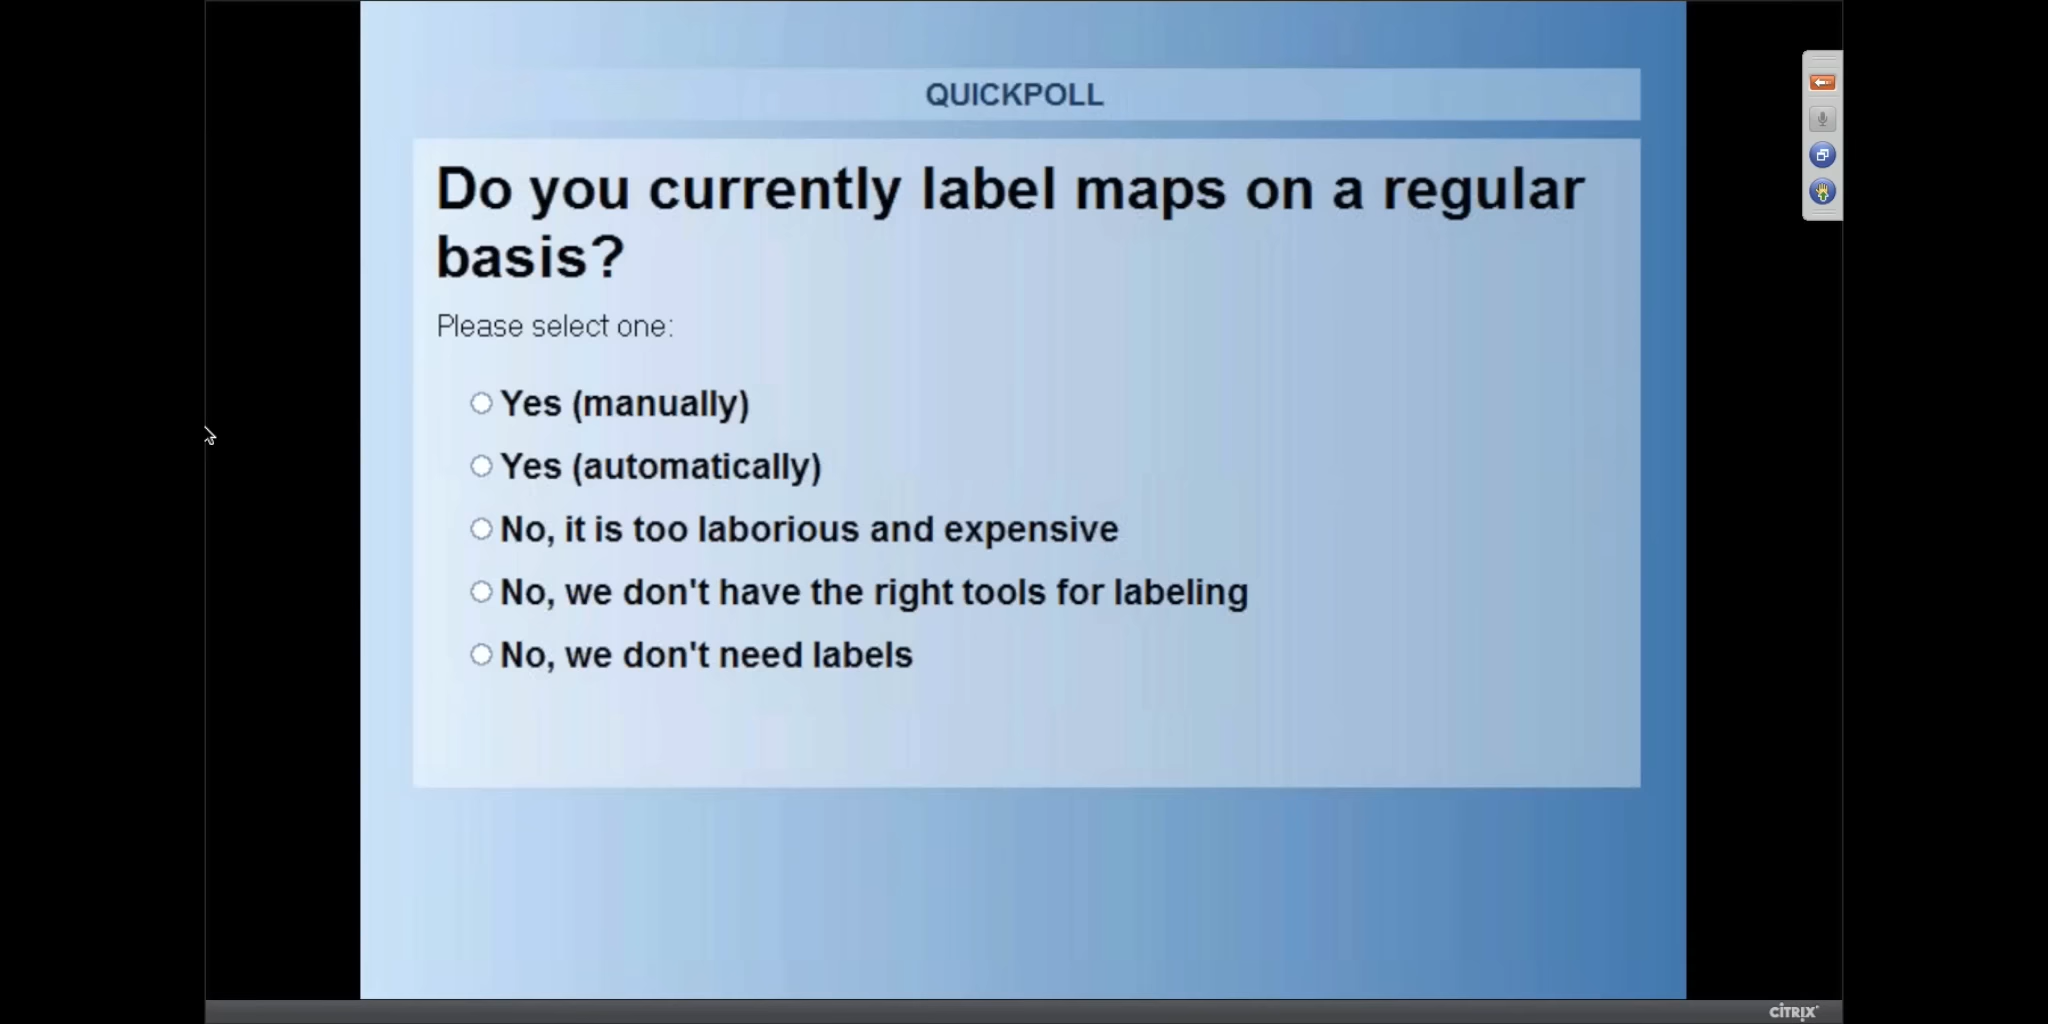 QUICKPOLL
Do you currently label maps on a regular
basis?
Please select one:
Yes (manually)
Yes (automatically)
No, it is too laborious and expensive
No, we don't have the right tools for labeling
No, we don't need labels
CITRIX